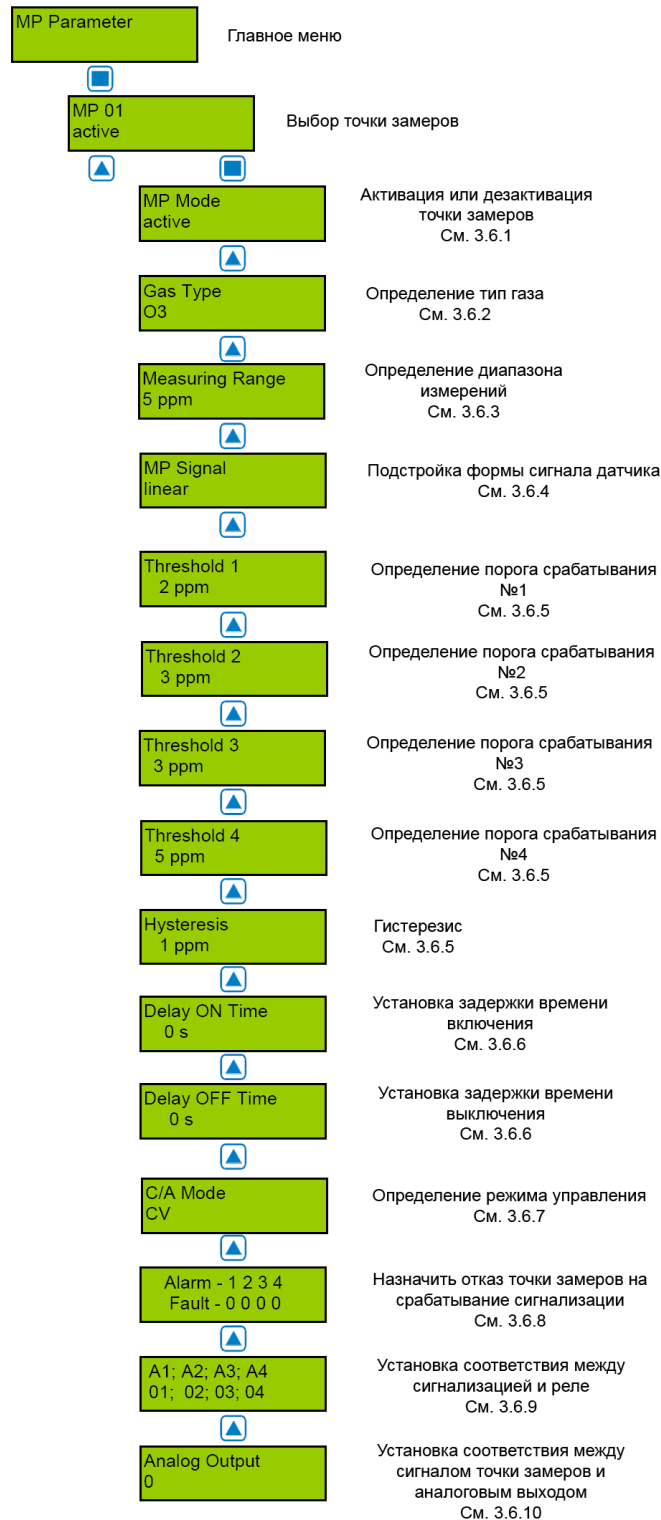 MP Parameter
Главное меню
MP 01
active
Выбор точки замеров
MP Mode
active
Активация или дезактивация
точки замеров
См. 3.6.1
Gas Type
O3
Определение тип газа
См. 3.6.2
Measuring Range
5 ppm
Определение диапазона
измерений
См. 3.6.3
MP Signal
linear
Подстройка формы сигнала датчика
См. 3.6.4
Threshold 1
2 ppm
Определение порога срабатывания
№1
См. 3.6.5
Threshold 2
3 ppm
Определение порога срабатывания
№2
См. 3.6.5
Threshold 3
3 ppm
Определение порога срабатывания
№3
См. 3.6.5
Threshold 4
5 ppm
Определение порога срабатывания
№4
См. 3.6.5
Hysteresis
1 ppm
Гистерезис
См. 3.6.5
Delay ON Time
0 s
Установка задержки времени
включения
См. 3.6.6
Delay OFF Time
0 s
Установка задержки времени
выключения
См. 3.6.6
C/A Mode
CV
Определение режима управления
См. 3.6.7
Alarm - 1 2 3 4
Fault - 0 0 0 0
Назначить отказ точки замеров на
срабатывание сигнализации
См. 3.6.8
A1; A2; A3; A4
01; 02; 03; 04
Установка соответствия между
сигнализацией и реле
См. 3.6.9
Analog Output
0
Установка соответствия между
сигналом точки замеров и
аналоговым выходом
См. 3.6.10